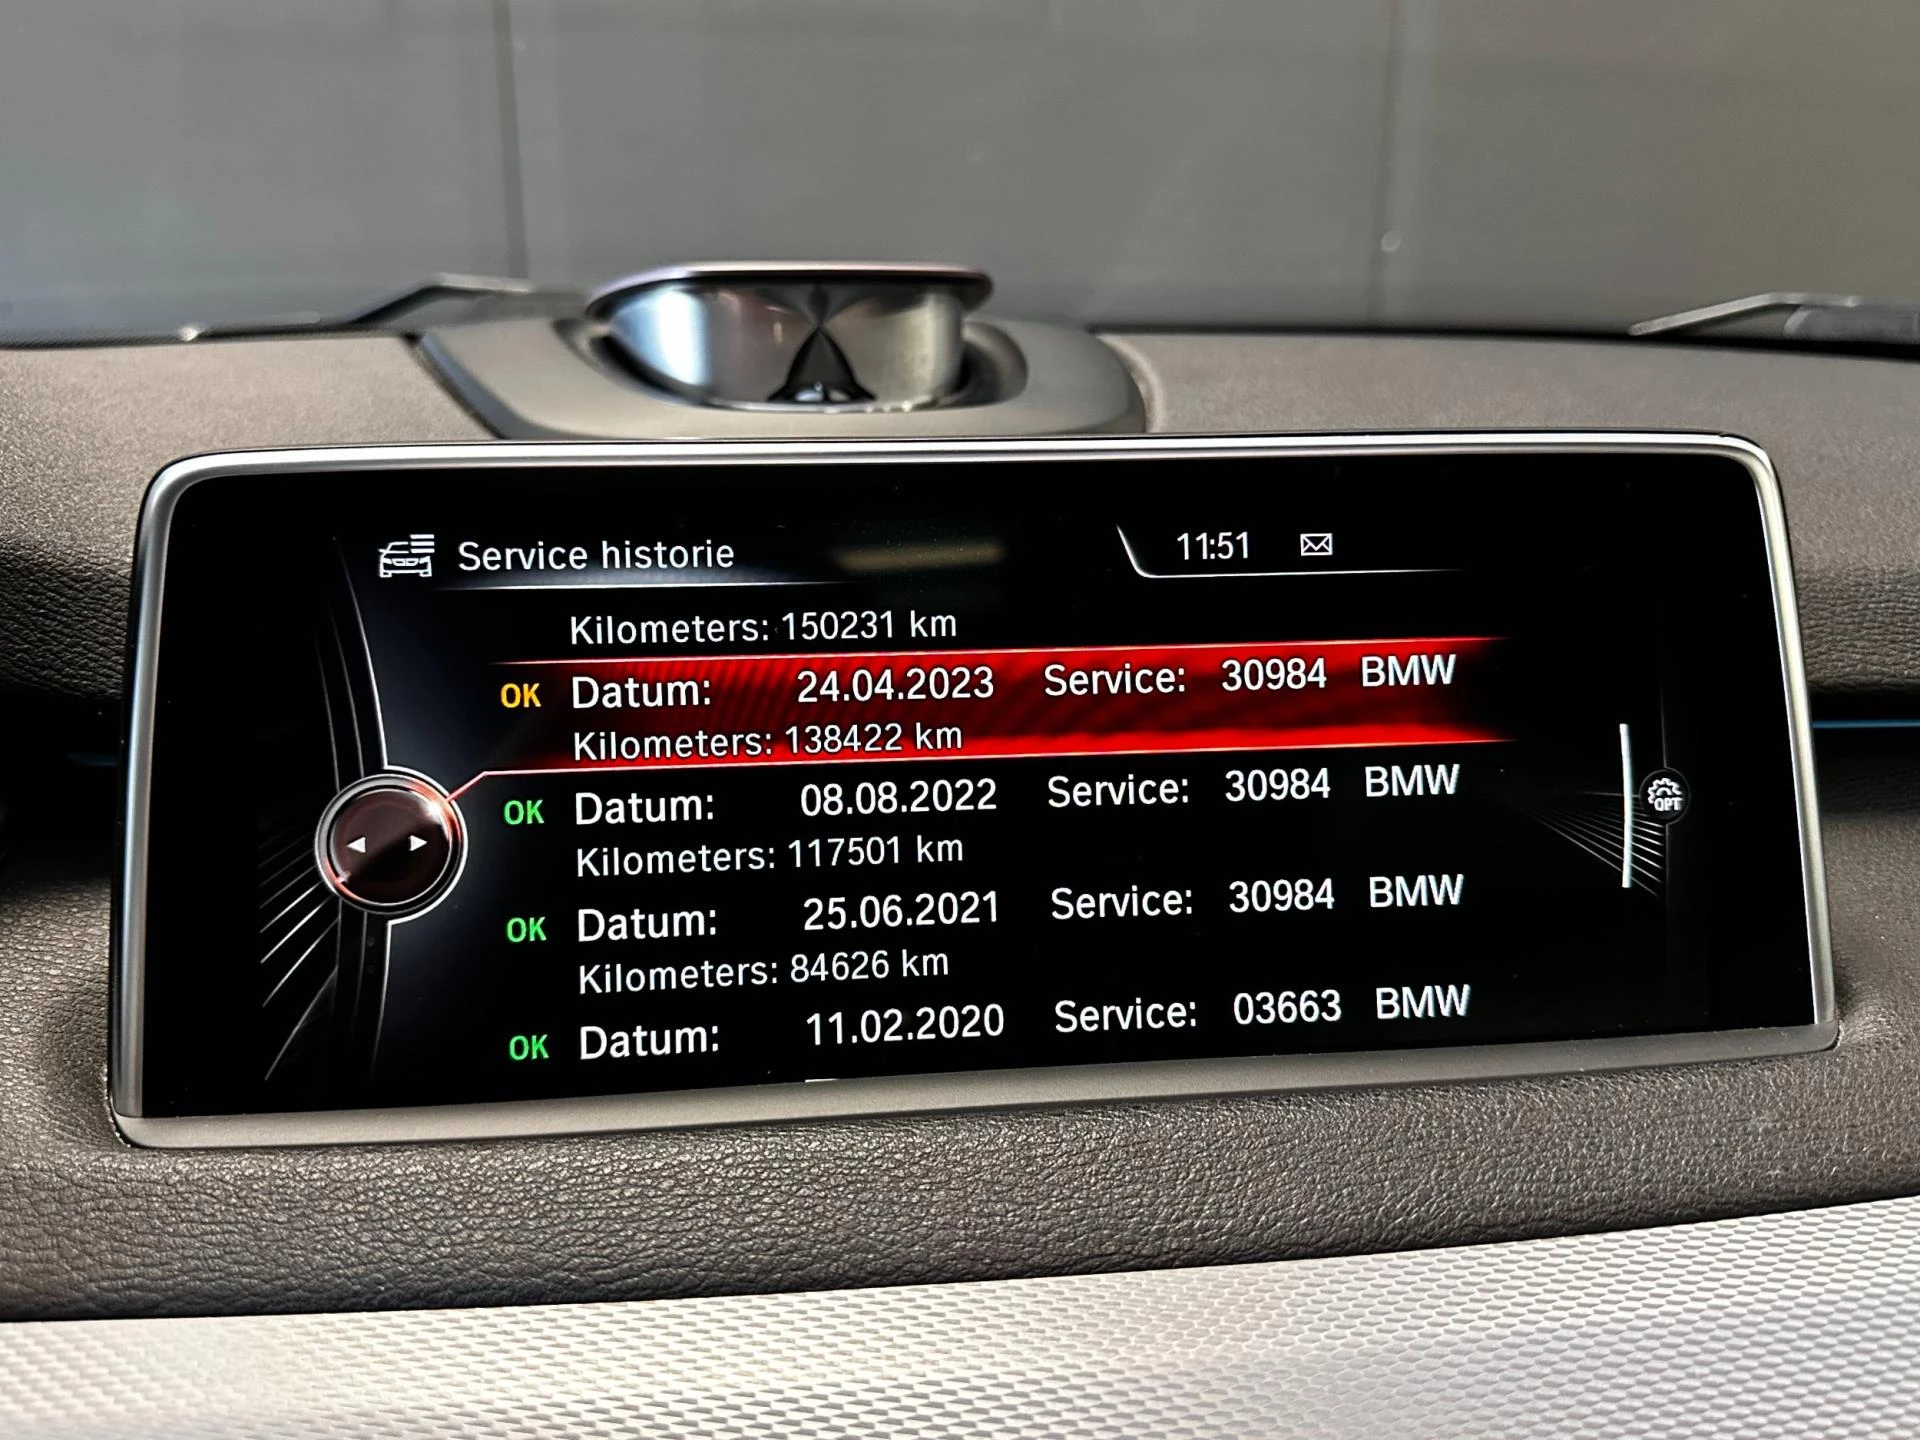 Service historie 11:51
Kilometers: 150231 km
OK Datum: 24.04.2023 Service: 30984 BMW
Kilometers: 138422 km
OK Datum: 08.08.2022 Service: 30984 BMW
Kilometers: 117501 km
OPT
OK Datum: 25.06.2021 Service: 30984 BMW
Kilometers: 84626 km
OK Datum: 11.02.2020 Service: 03663 BMW